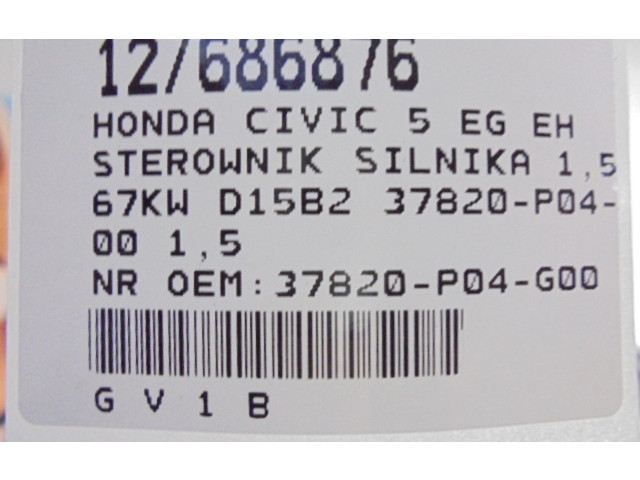 12/686876
HONDA CIVIC 5 EG EH
STEROWNIK SILNIKA 1,5
67KW D15B2 37820-P04-
00 1,5
NR OEM: 37820-P04-G00
G V 1 B